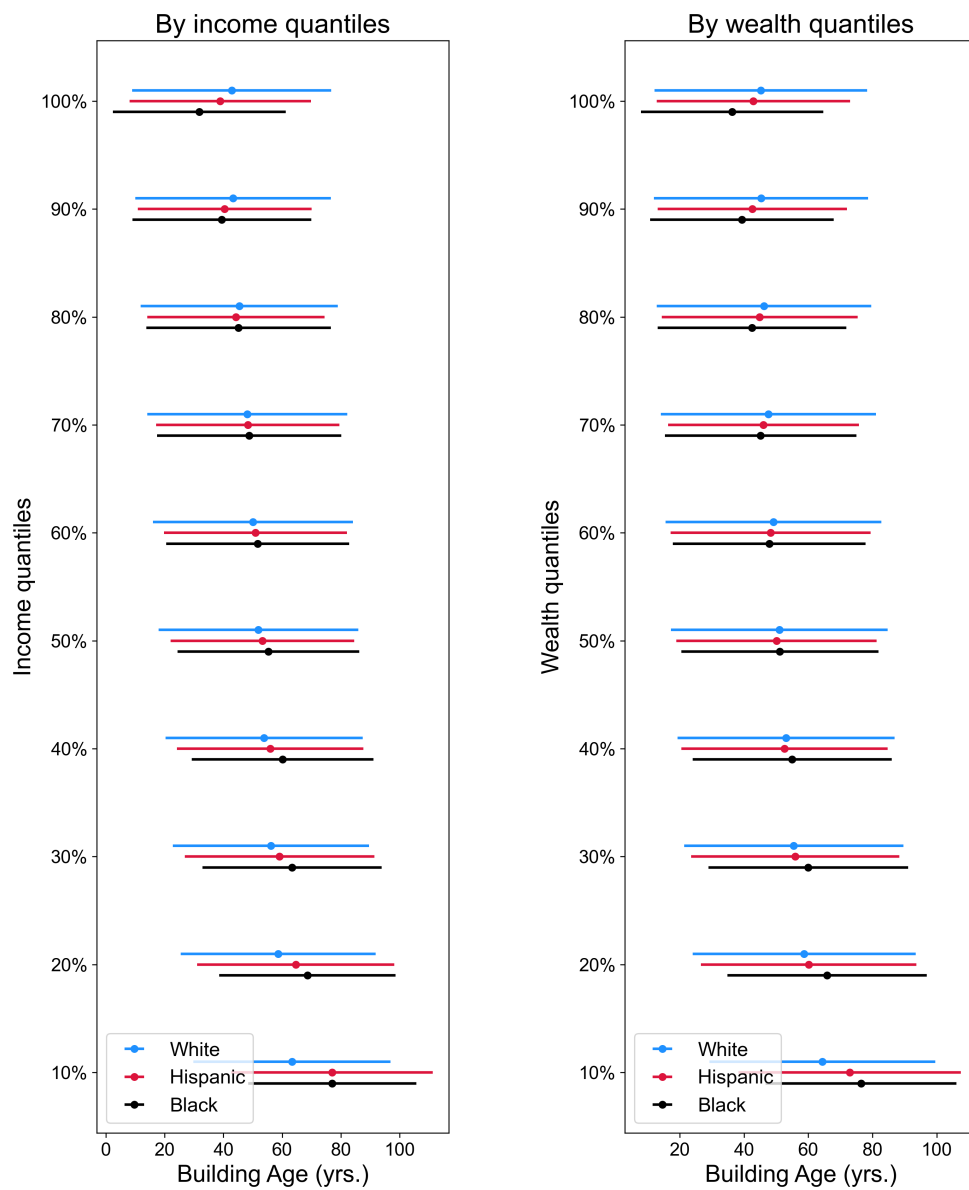 By income quantiles
100%
90%
80%
70%
60%
50%
40%
30%
20%
10%
Income quantiles
White
Hispanic
Black
0 20 40 60 80 100
Building Age (yrs.)
By wealth quantiles
100%
90%
80%
70%
60%
50%
40%
30%
20%
10%
Wealth quantiles
White
Hispanic
Black
20 40 60 80 100
Building Age (yrs.)